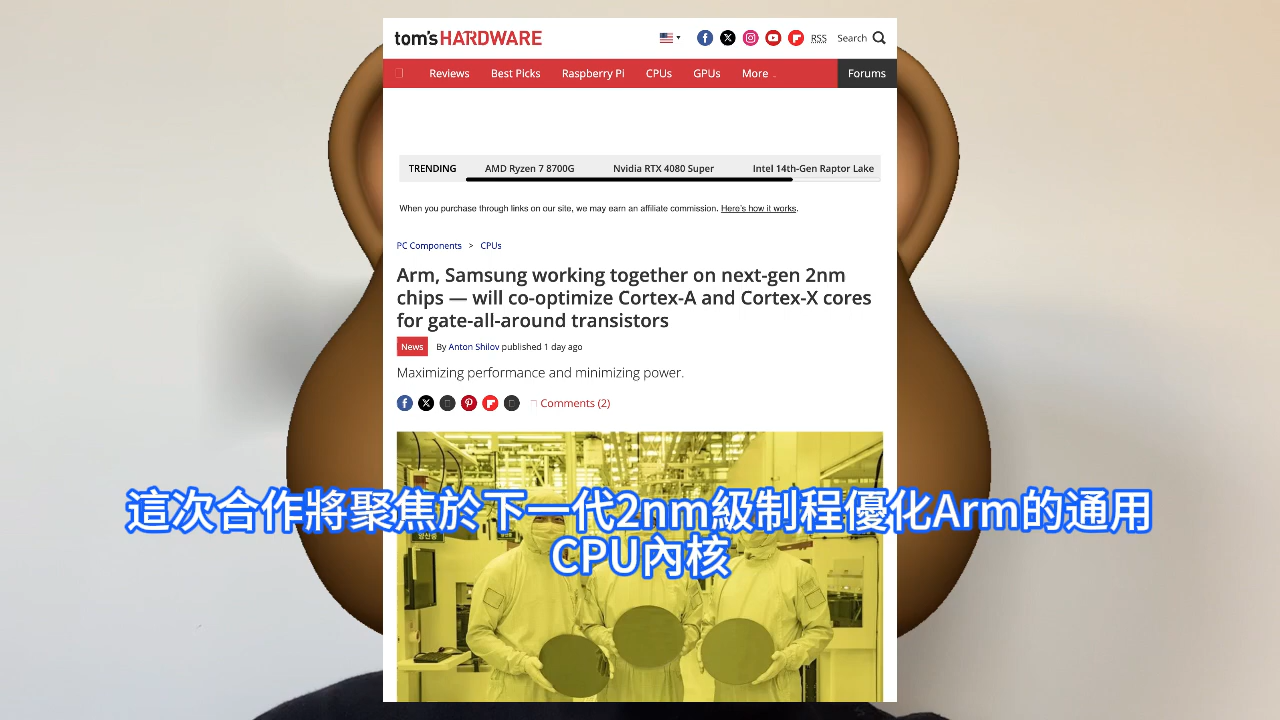 tom's HARDWARE
RSS
Search
Reviews
Best Picks
Raspberry Pi
CPUs
GPUs
More
Forums
TRENDING
AMD Ryzen 7 8700G
Nvidia RTX 4080 Super
Intel 14th-Gen Raptor Lake
When you purchase through links on our site, we may earn an affiliate commission. Here's how it works.
PC Components > CPUs
Arm, Samsung working together on next-gen 2nm
chips — will co-optimize Cortex-A and Cortex-X cores
for gate-all-around transistors
News
By Anton Shilov published 1 day ago
Maximizing performance and minimizing power.
Comments (2)
這次合作將聚焦於下一代2nm級制程優化Arm的通用
CPU內核